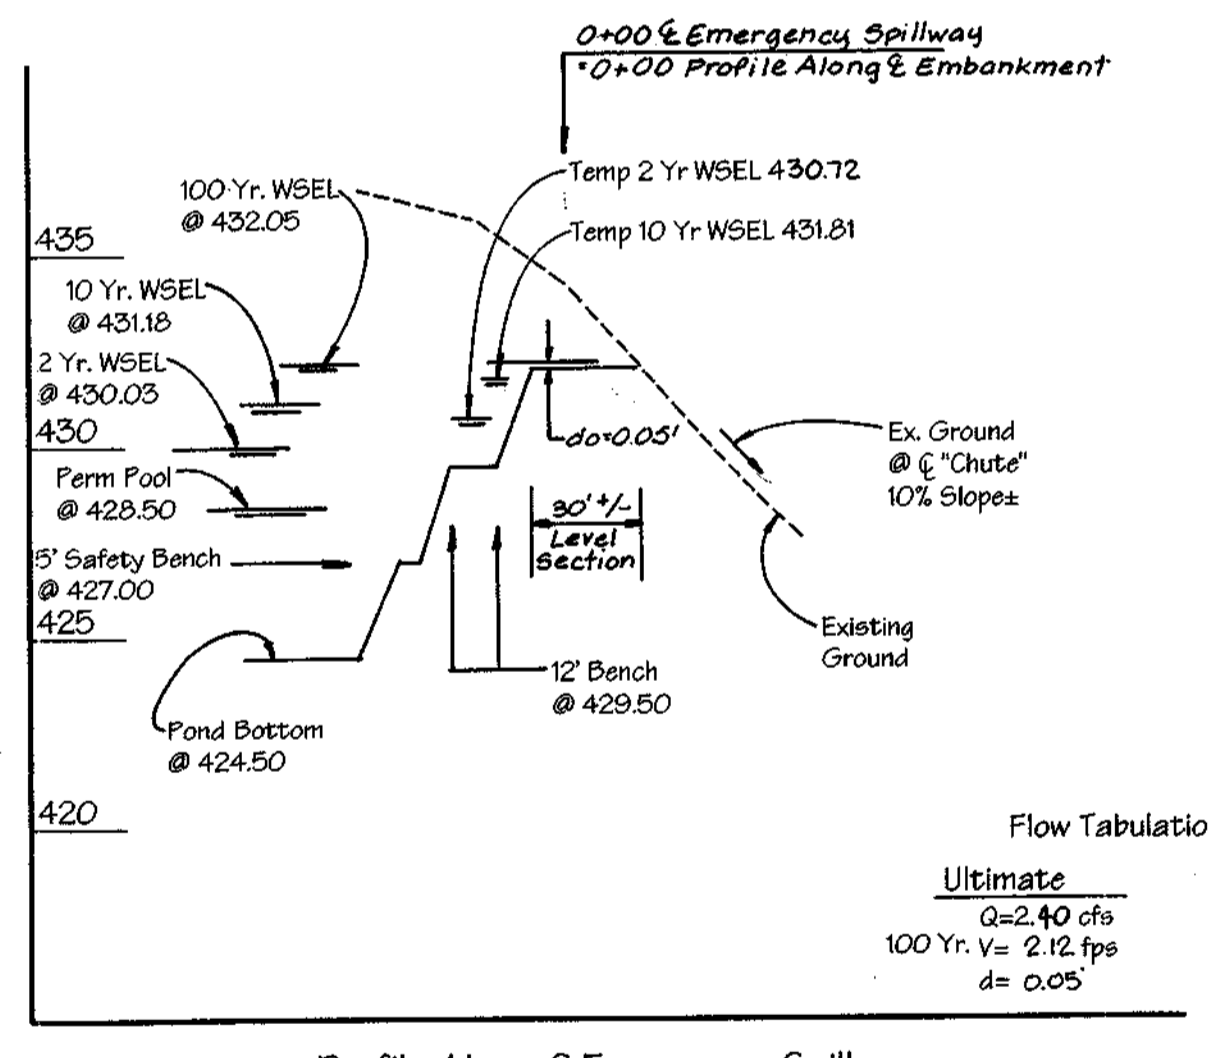 0+00 ℄ Emergency Spillway
=0+00 Profile Along ℄ Embankment
Temp 2 Yr WSEL 430.72
100 Yr. WSEL
@ 432.05
Temp 10 Yr WSEL 431.81
435
10 Yr. WSEL
@ 431.18
2 Yr. WSEL
@ 430.03
430
do=0.05'
Ex. Ground
@ ℄ "Chute"
10% Slope±
Perm Pool
@ 428.50
30' +/-
Level
Section
5' Safety Bench
@ 427.00
425
Existing
Ground
12' Bench
@ 429.50
Pond Bottom
@ 424.50
420
Flow Tabulatio
Ultimate
Q=2.40 cfs
100 Yr. V= 2.12 fps
d= 0.05'